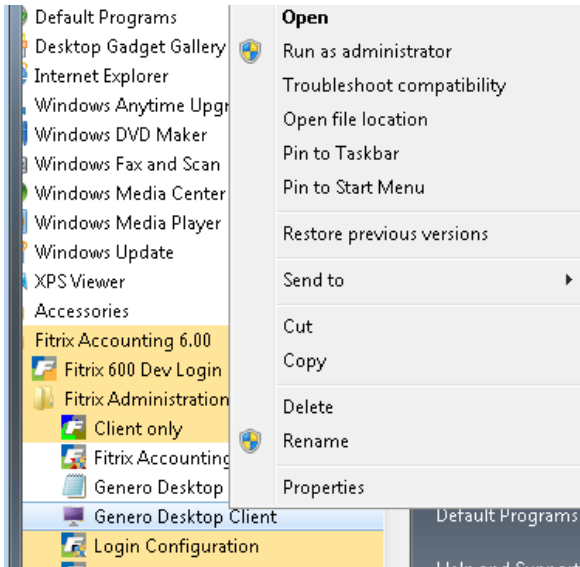 Default Programs
Desktop Gadget Gallery
Internet Explorer
Windows Anytime Upgr
Windows DVD Maker
Windows Fax and Scan
Windows Media Center
Windows Media Player
Windows Update
XPS Viewer
Accessories
Fitrix Accounting 6.00
Fitrix 600 Dev Login
Fitrix Administration
Client only
Fitrix Accounting
Genero Desktop
Genero Desktop Client
Login Configuration
Open
Run as administrator
Troubleshoot compatibility
Open file location
Pin to Taskbar
Pin to Start Menu
Restore previous versions
Send to
Cut
Copy
Delete
Rename
Properties
Default Programs
Help and Support